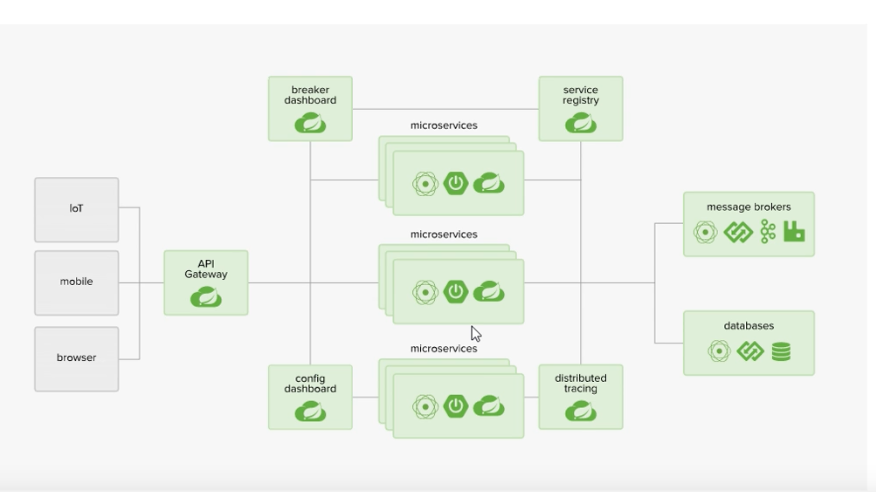 breaker
dashboard
service
registry
microservices
IoT
message brokers
microservices
API
Gateway
mobile
databases
microservices
browser
config
dashboard
distributed
tracing